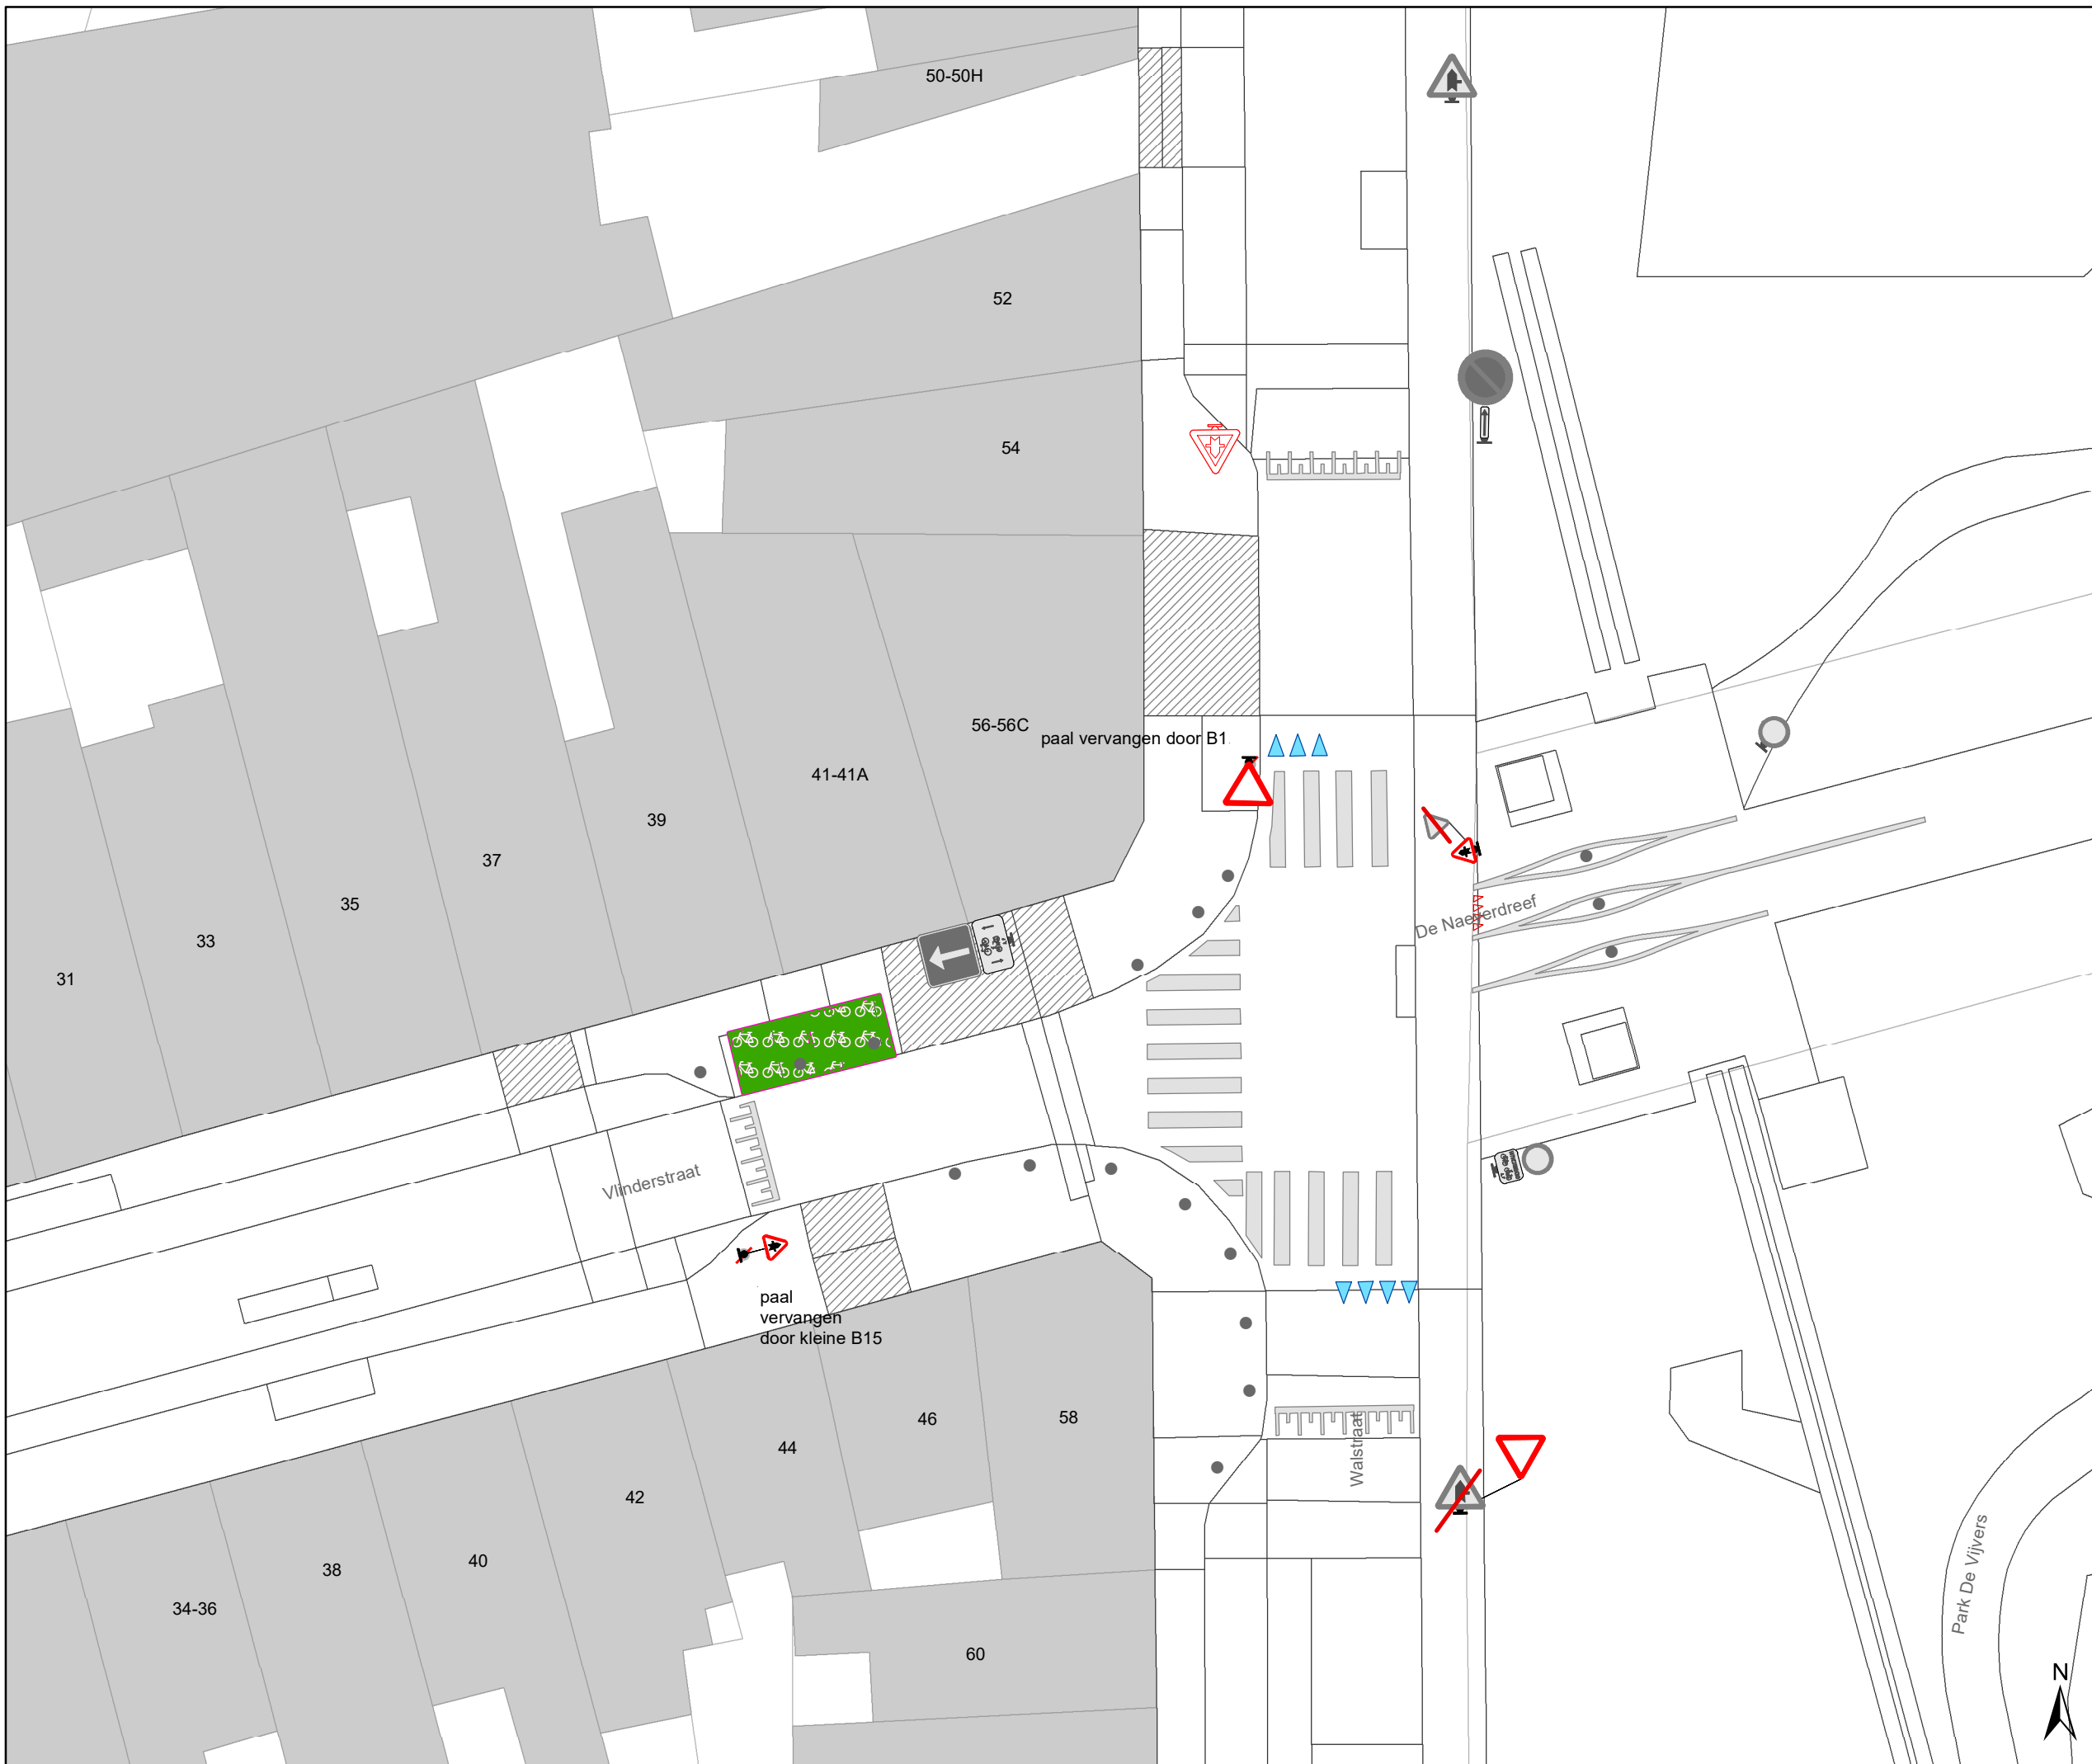 50-50H
52
54
56-56C
paal vervangen door B1
41-41A
39
37
35
33
31
De Naeyerdreef
Vlinderstraat
paal
vervangen
door kleine B15
46
58
44
42
40
38
34-36
60
Walstraat
Park De Vijvers
N